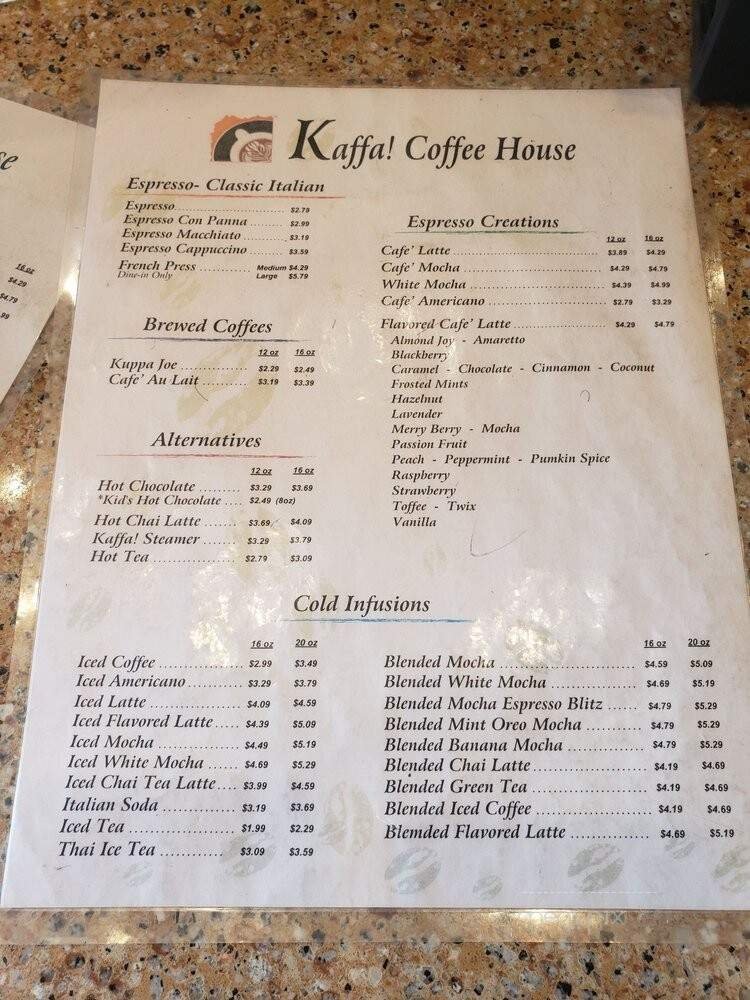 Kaffa! Coffee House
Espresso- Classic Italian
Espresso.............................. $2.79
Espresso Con Panna ......... $2.99
Espresso Macchiato ............ $3.19
Espresso Cappuccino .......... $3.59
French Press ........... Medium $4.29
Dine-in Only Large $5.79
Brewed Coffees
12 oz 16 oz
Kuppa Joe ................ $2.29 $2.49
Cafe' Au Lait .......... $3.19 $3.39
Alternatives
12 oz 16 oz
Hot Chocolate ......... $3.29 $3.69
*Kid's Hot Chocolate .... $2.49 (8oz)
Hot Chai Latte ....... $3.69 $4.09
Kaffa! Steamer ....... $3.29 $3.79
Hot Tea.................. $2.79 $3.09
Espresso Creations
12 oz 16 oz
Cafe' Latte ................................ $3.89 $4.29
Cafe' Mocha .............................. $4.29 $4.79
White Mocha ............................. $4.39 $4.99
Cafe' Americano ........................ $2.79 $3.29
Flavored Cafe' Latte..................... $4.29 $4.79
Almond Joy - Amaretto
Blackberry
Caramel - Chocolate - Cinnamon - Coconut
Frosted Mints
Hazelnut
Lavender
Merry Berry - Mocha
Passion Fruit
Peach - Peppermint - Pumkin Spice
Raspberry
Strawberry
Toffee - Twix
Vanilla
Cold Infusions
16 oz 20 oz
Iced Coffee ................. $2.99 $3.49
Iced Americano........... $3.29 $3.79
Iced Latte .................. $4.09 $4.59
Iced Flavored Latte..... $4.39 $5.09
Iced Mocha ................ $4.49 $5.19
Iced White Mocha ...... $4.69 $5.29
Iced Chai Tea Latte.... $3.99 $4.59
Italian Soda ............... $3.19 $3.69
Iced Tea ..................... $1.99 $2.29
Thai Ice Tea ............ $3.09 $3.59
16 oz 20 oz
Blended Mocha ........................... $4.59 $5.09
Blended White Mocha ................. $4.69 $5.19
Blended Mocha Espresso Blitz ...... $4.79 $5.29
Blended Mint Oreo Mocha .......... $4.79 $5.29
Blended Banana Mocha .............. $4.79 $5.29
Blended Chai Latte...................... $4.19 $4.69
Blended Green Tea ...................... $4.19 $4.69
Blended Iced Coffee ..................... $4.19 $4.69
Blemded Flavored Latte ............... $4.69 $5.19
se
16 oz
$4.29
$4.79